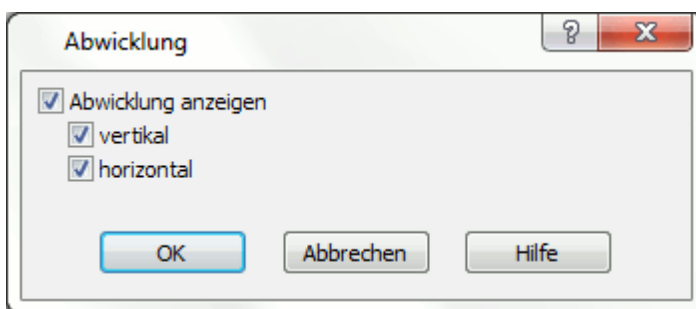 Abwicklung
?
Abwicklung anzeigen
vertikal
horizontal
OK Abbrechen Hilfe